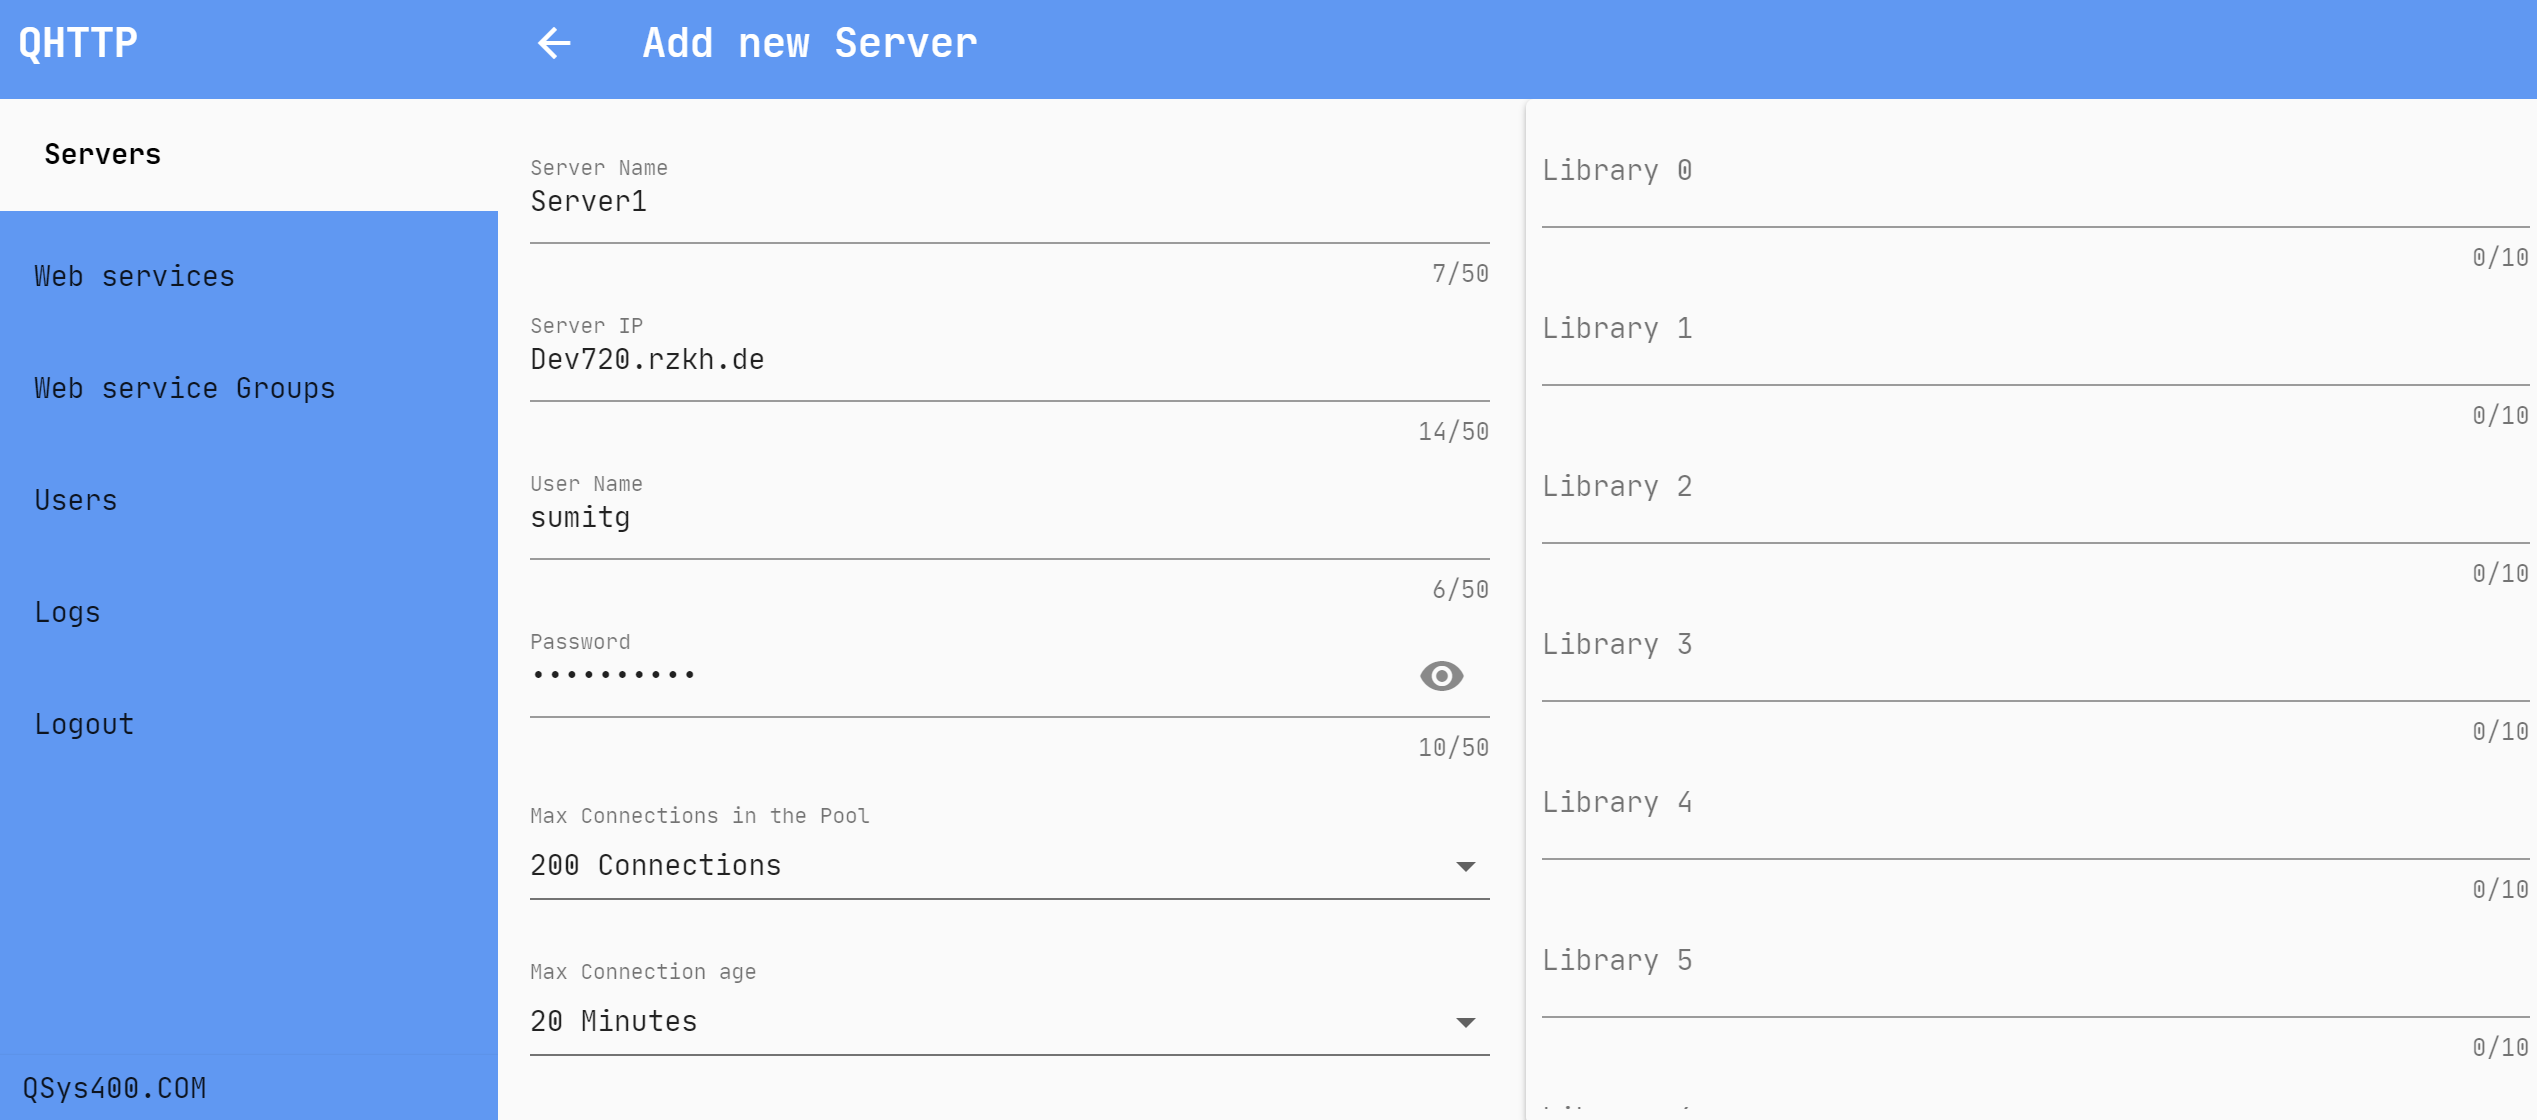 QHTTP
Add new Server
Servers
Web services
Web service Groups
Users
Logs
Logout
QSys400.COM
Server Name
Server1
7/50
Server IP
Dev720.rzkh.de
14/50
User Name
sumitg
6/50
Password
••••••••••
10/50
Max Connections in the Pool
200 Connections
Max Connection age
20 Minutes
Library 0
0/10
Library 1
0/10
Library 2
0/10
Library 3
0/10
Library 4
0/10
Library 5
0/10